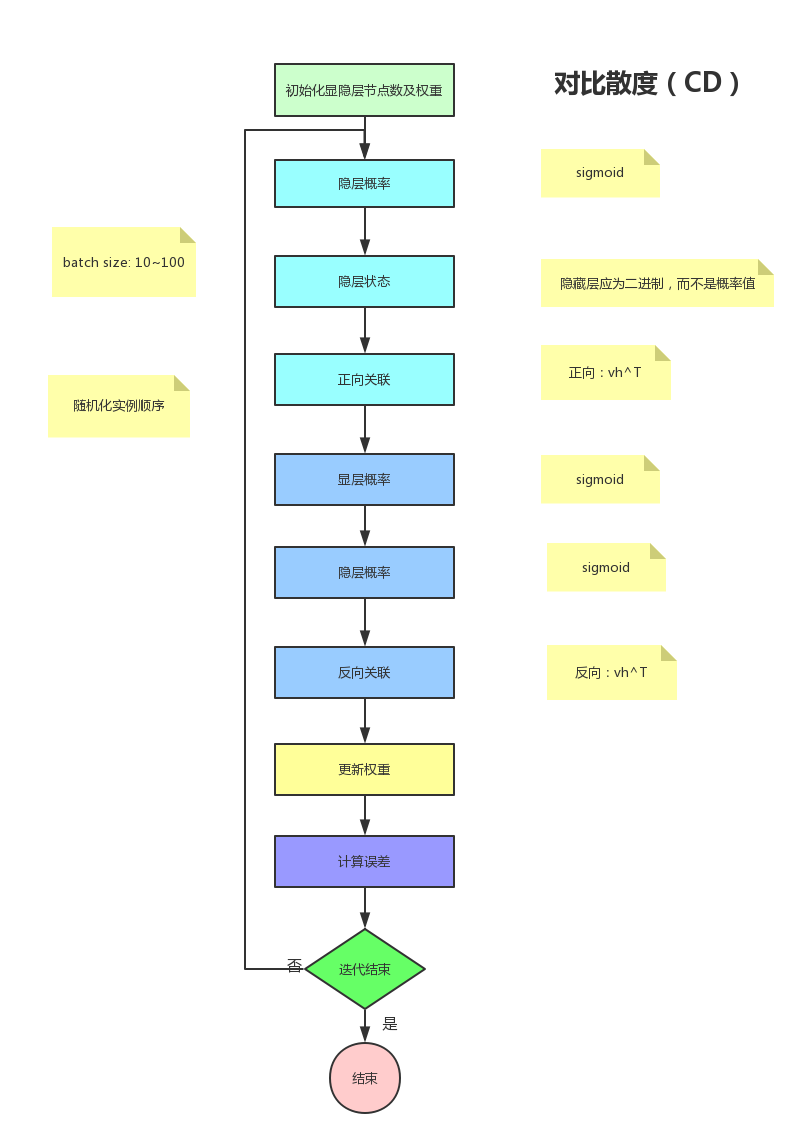 对比散度（CD）
初始化显隐层节点数及权重
隐层概率
sigmoid
batch size: 10~100
隐层状态
隐藏层应为二进制，而不是概率值
正向关联
正向：vh^T
随机化实例顺序
显层概率
sigmoid
隐层概率
sigmoid
反向关联
反向：vh^T
更新权重
计算误差
迭代结束
否
是
结束